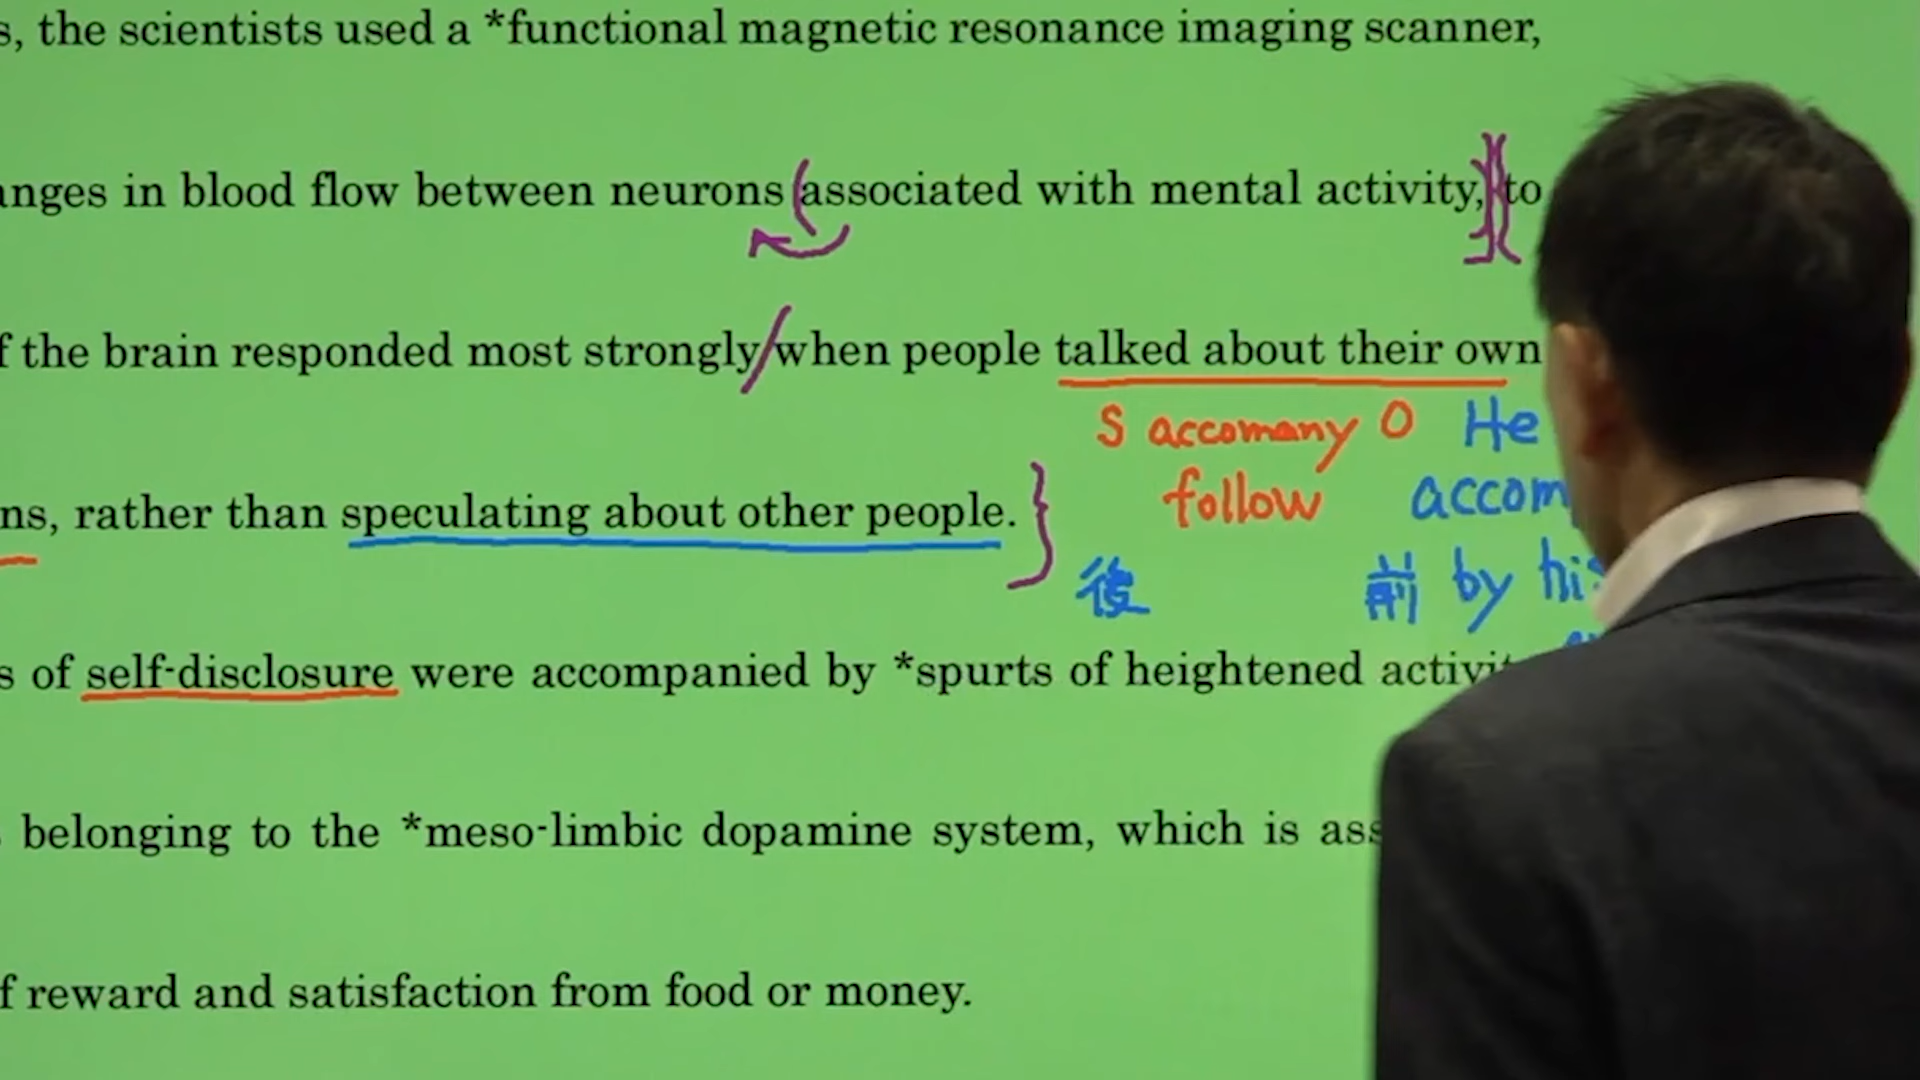 s, the scientists used a *functional magnetic resonance imaging scanner,
anges in blood flow between neurons associated with mental activity, to
f the brain responded most strongly when people talked about their own
S accomany O He
ns, rather than speculating about other people.
follow accom
後 前 by his
s of self-disclosure were accompanied by *spurts of heightened activit
belonging to the *meso-limbic dopamine system, which is ass
f reward and satisfaction from food or money.